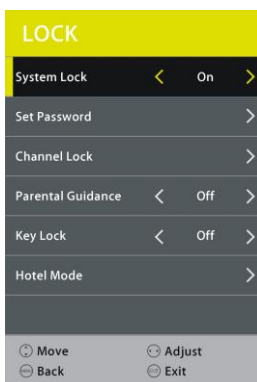 LOCK
System Lock < On >
Set Password >
Channel Lock >
Parental Guidance < Off >
Key Lock < Off >
Hotel Mode >
Move Adjust
Back Exit